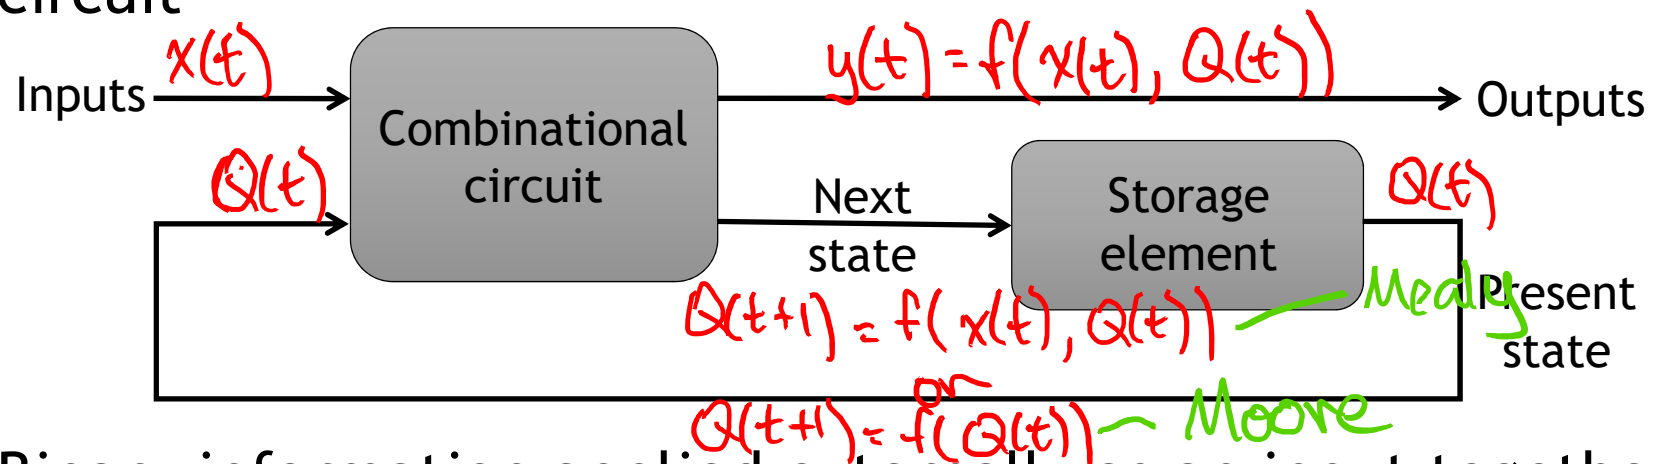 circuit
x(t)
y(t) = f(x(t), Q(t))
Inputs
Outputs
Combinational
circuit
Q(t)
Next
state
Storage
element
Q(t)
Present
state
Q(t+1) = f(x(t), Q(t)) — Mealy
or
Q(t+1) = f(Q(t)) — Moore